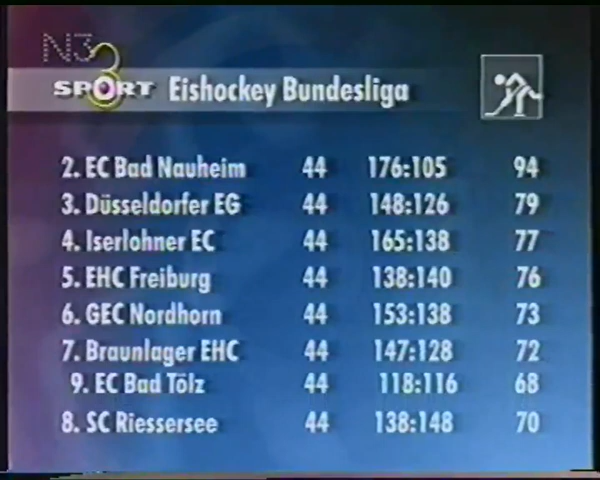 N3
SPORT 3 Eishockey Bundesliga
2. EC Bad Nauheim 44 176:105 94
3. Düsseldorfer EG 44 148:126 79
4. Iserlohner EC 44 165:138 77
5. EHC Freiburg 44 138:140 76
6. GEC Nordhorn 44 153:138 73
7. Braunlager EHC 44 147:128 72
9. EC Bad Tölz 44 118:116 68
8. SC Riessersee 44 138:148 70